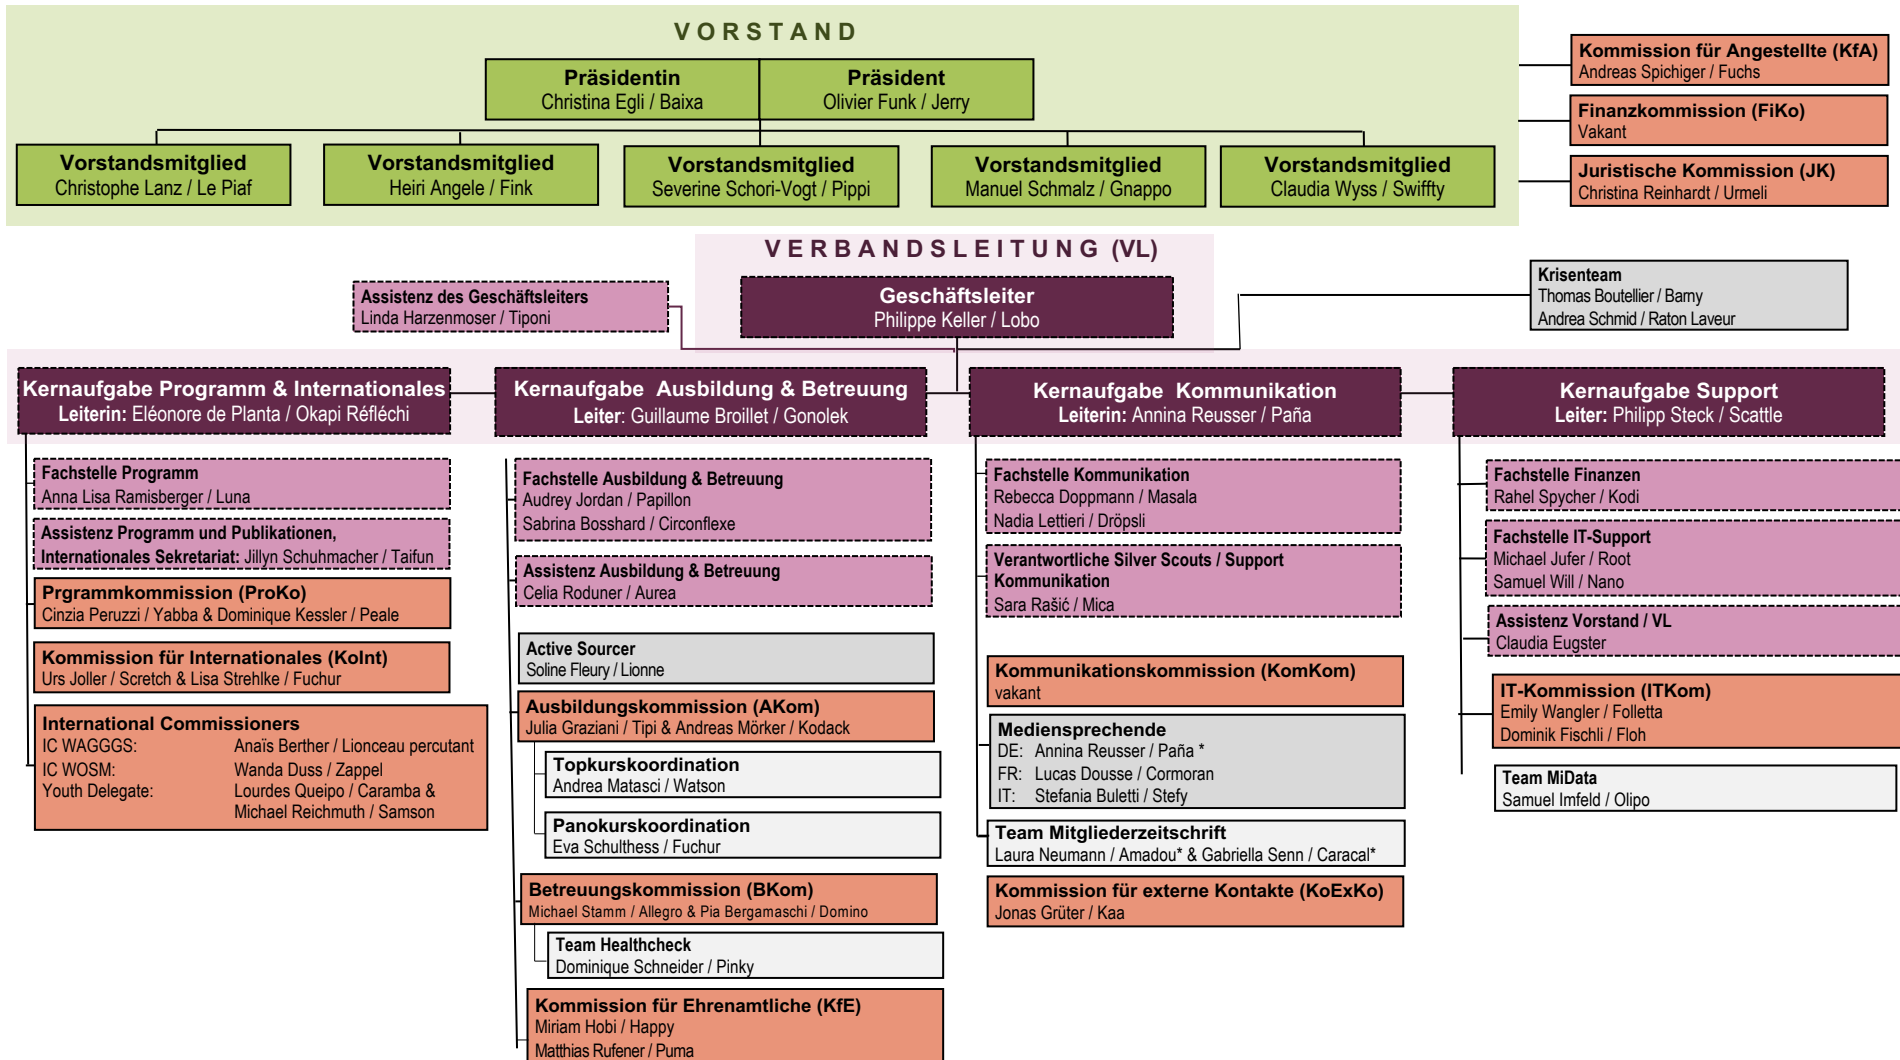 VORSTAND
Präsidentin
Christina Egli / Baixa
Präsident
Olivier Funk / Jerry
Vorstandsmitglied
Christophe Lanz / Le Piaf
Vorstandsmitglied
Heiri Angele / Fink
Vorstandsmitglied
Severine Schori-Vogt / Pippi
Vorstandsmitglied
Manuel Schmalz / Gnappo
Vorstandsmitglied
Claudia Wyss / Swiffty
Kommission für Angestellte (KfA)
Andreas Spichiger / Fuchs
Finanzkommission (FiKo)
Vakant
Juristische Kommission (JK)
Christina Reinhardt / Urmeli
VERBANDSLEITUNG (VL)
Geschäftsleiter
Philippe Keller / Lobo
Assistenz des Geschäftsleiters
Linda Harzenmoser / Tiponi
Krisenteam
Thomas Boutellier / Barny
Andrea Schmid / Raton Laveur
Kernaufgabe Programm & Internationales
Leiterin: Eléonore de Planta / Okapi Réfléchi
Kernaufgabe Ausbildung & Betreuung
Leiter: Guillaume Broillet / Gonolek
Kernaufgabe Kommunikation
Leiterin: Annina Reusser / Paña
Kernaufgabe Support
Leiter: Philipp Steck / Scattle
Fachstelle Programm
Anna Lisa Ramisberger / Luna
Assistenz Programm und Publikationen,
Internationales Sekretariat: Jillyn Schuhmacher / Taifun
Prgrammkommission (ProKo)
Cinzia Peruzzi / Yabba & Dominique Kessler / Peale
Kommission für Internationales (KoInt)
Urs Joller / Scretch & Lisa Strehlke / Fuchur
International Commissioners
IC WAGGGS: Anaïs Berther / Lionceau percutant
IC WOSM: Wanda Duss / Zappel
Youth Delegate: Lourdes Queipo / Caramba &
Michael Reichmuth / Samson
Fachstelle Ausbildung & Betreuung
Audrey Jordan / Papillon
Sabrina Bosshard / Circonflexe
Assistenz Ausbildung & Betreuung
Celia Roduner / Aurea
Active Sourcer
Soline Fleury / Lionne
Ausbildungskommission (AKom)
Julia Graziani / Tipi & Andreas Mörker / Kodack
Topkurskoordination
Andrea Matasci / Watson
Panokurskoordination
Eva Schulthess / Fuchur
Betreuungskommission (BKom)
Michael Stamm / Allegro & Pia Bergamaschi / Domino
Team Healthcheck
Dominique Schneider / Pinky
Kommission für Ehrenamtliche (KfE)
Miriam Hobi / Happy
Matthias Rufener / Puma
Fachstelle Kommunikation
Rebecca Doppmann / Masala
Nadia Lettieri / Dröpsli
Verantwortliche Silver Scouts / Support
Kommunikation
Sara Rašić / Mica
Kommunikationskommission (KomKom)
vakant
Mediensprechende
DE: Annina Reusser / Paña *
FR: Lucas Dousse / Cormoran
IT: Stefania Buletti / Stefy
Team Mitgliederzeitschrift
Laura Neumann / Amadou* & Gabriella Senn / Caracal*
Kommission für externe Kontakte (KoExKo)
Jonas Grüter / Kaa
Fachstelle Finanzen
Rahel Spycher / Kodi
Fachstelle IT-Support
Michael Jufer / Root
Samuel Will / Nano
Assistenz Vorstand / VL
Claudia Eugster
IT-Kommission (ITKom)
Emily Wangler / Folletta
Dominik Fischli / Floh
Team MiData
Samuel Imfeld / Olipo